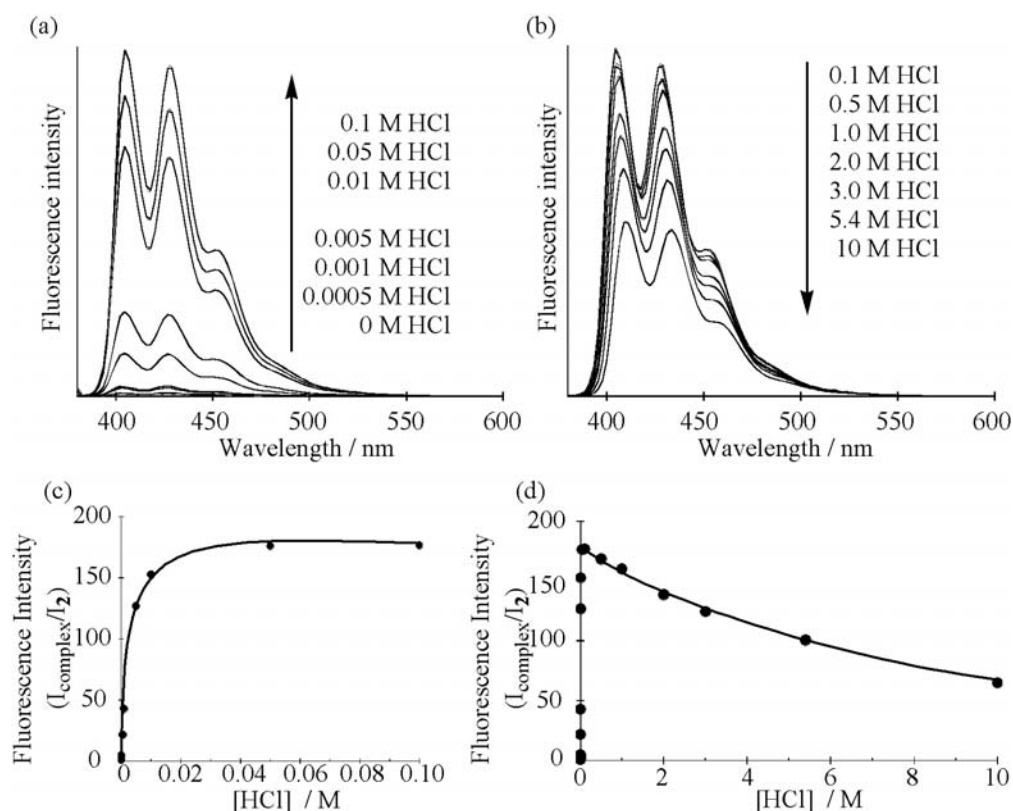 (a)
Fluorescence intensity
0.1 M HCl
0.05 M HCl
0.01 M HCl
0.005 M HCl
0.001 M HCl
0.0005 M HCl
0 M HCl
400 450 500 550 600
Wavelength / nm
(b)
Fluorescence intensity
0.1 M HCl
0.5 M HCl
1.0 M HCl
2.0 M HCl
3.0 M HCl
5.4 M HCl
10 M HCl
400 450 500 550 600
Wavelength / nm
(c)
Fluorescence Intensity
(Icomplex/I2)
200
150
100
50
0
0 0.02 0.04 0.06 0.08 0.10
[HCl] / M
(d)
Fluorescence Intensity
(Icomplex/I2)
200
150
100
50
0
0 2 4 6 8 10
[HCl] / M